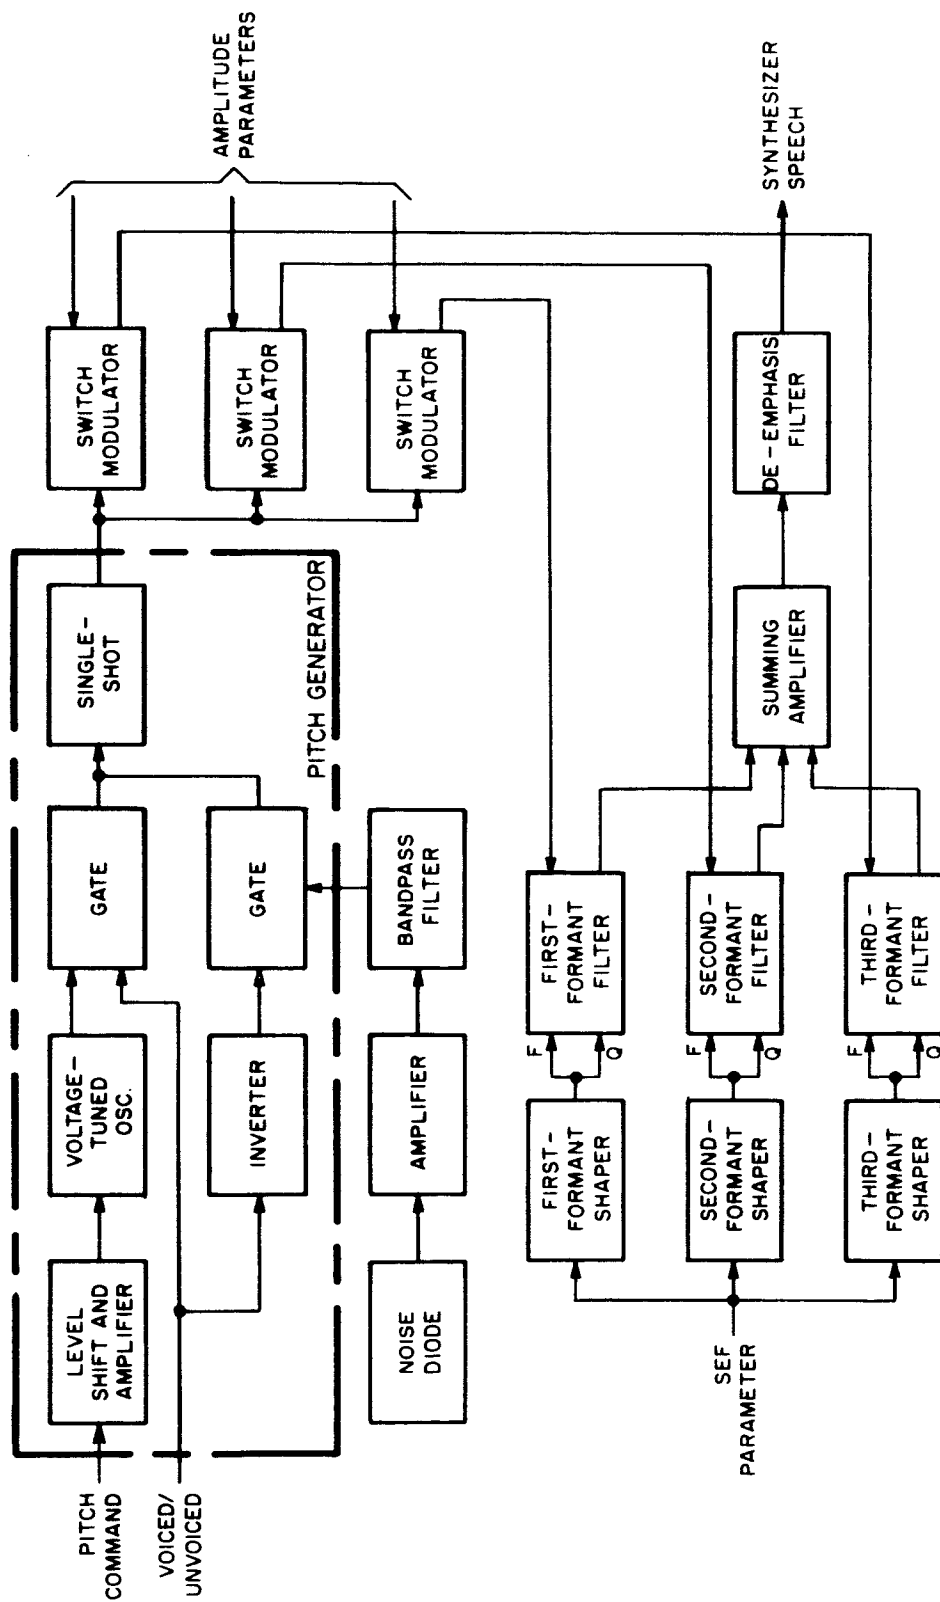 PITCH
COMMAND
LEVEL
SHIFT AND
AMPLIFIER
VOLTAGE-
TUNED
OSC.
GATE
SINGLE-
SHOT
SWITCH
MODULATOR
AMPLITUDE
PARAMETERS
VOICED/
UNVOICED
INVERTER
GATE
SWITCH
MODULATOR
PITCH GENERATOR
NOISE
DIODE
AMPLIFIER
BANDPASS
FILTER
SWITCH
MODULATOR
FIRST-
FORMANT
SHAPER
F
Q
FIRST-
FORMANT
FILTER
SEF
PARAMETER
SECOND-
FORMANT
SHAPER
F
Q
SECOND-
FORMANT
FILTER
SUMMING
AMPLIFIER
DE-EMPHASIS
FILTER
SYNTHESIZER
SPEECH
THIRD-
FORMANT
SHAPER
F
Q
THIRD-
FORMANT
FILTER